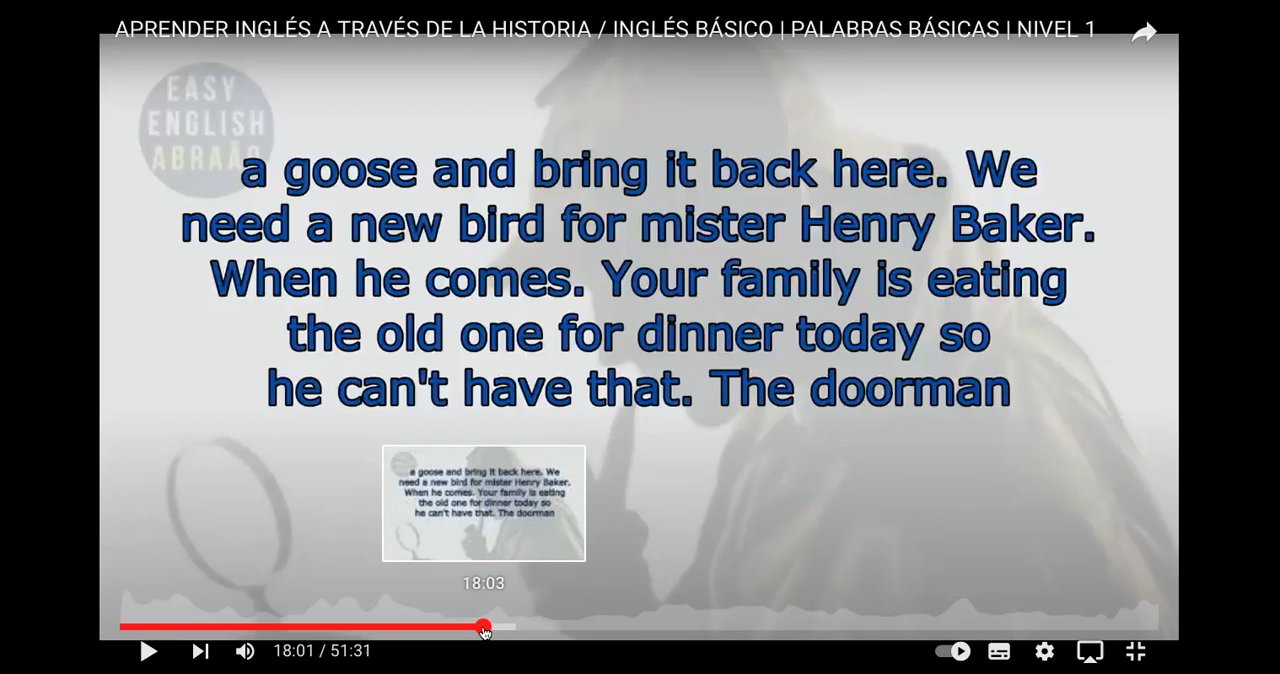 APRENDER INGLÉS A TRAVÉS DE LA HISTORIA / INGLÉS BÁSICO | PALABRAS BÁSICAS | NIVEL 1
EASY
ENGLISH
ABRAÃO
a goose and bring it back here. We
need a new bird for mister Henry Baker.
When he comes. Your family is eating
the old one for dinner today so
he can't have that. The doorman
a goose and bring it back here. We
need a new bird for mister Henry Baker.
When he comes. Your family is eating
the old one for dinner today so
he can't have that. The doorman
18:03
18:01 / 51:31